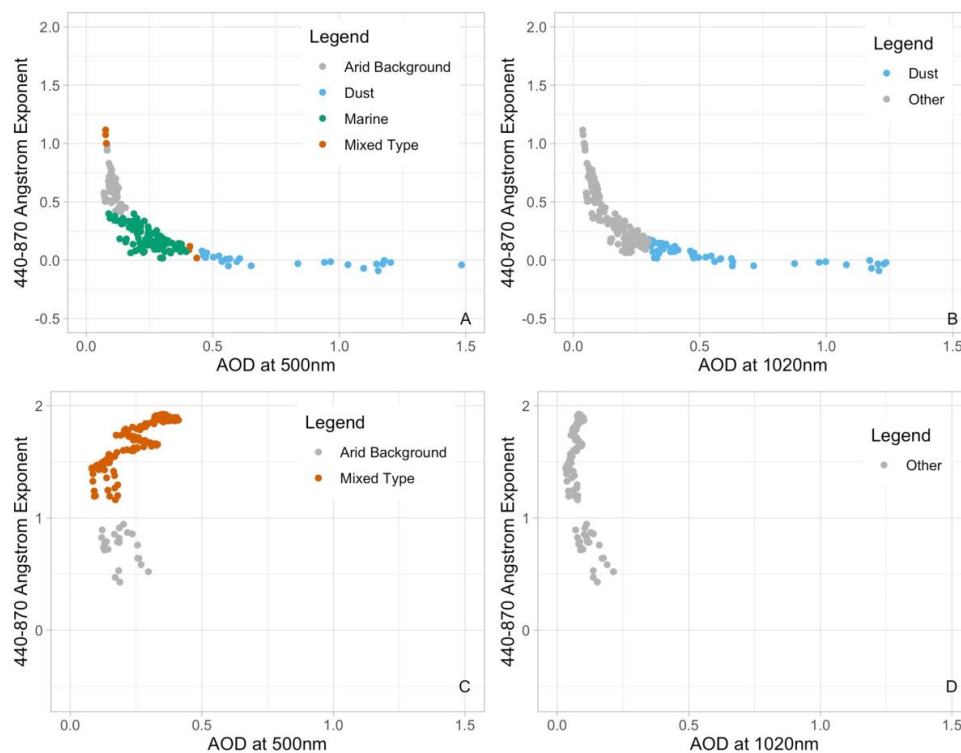 2.0
1.5
1.0
0.5
0.0
-0.5
440-870 Angstrom Exponent
Legend
Arid Background
Dust
Marine
Mixed Type
A
0.0 0.5 1.0 1.5
AOD at 500nm
2.0
1.5
1.0
0.5
0.0
-0.5
440-870 Angstrom Exponent
Legend
Dust
Other
B
0.0 0.5 1.0 1.5
AOD at 1020nm
2
1
0
440-870 Angstrom Exponent
Legend
Arid Background
Mixed Type
C
0.0 0.5 1.0 1.5
AOD at 500nm
2
1
0
440-870 Angstrom Exponent
Legend
Other
D
0.0 0.5 1.0 1.5
AOD at 1020nm